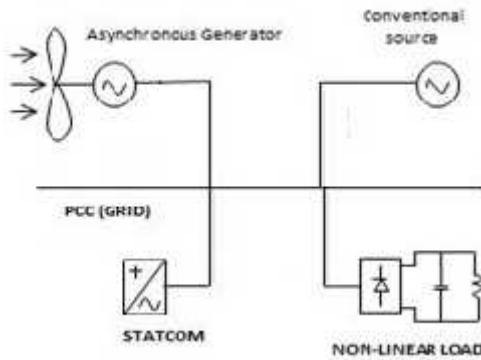 Asynchronous Generator
Conventional
source
PCC (GRID)
STATCOM
NON-LINEAR LOAD